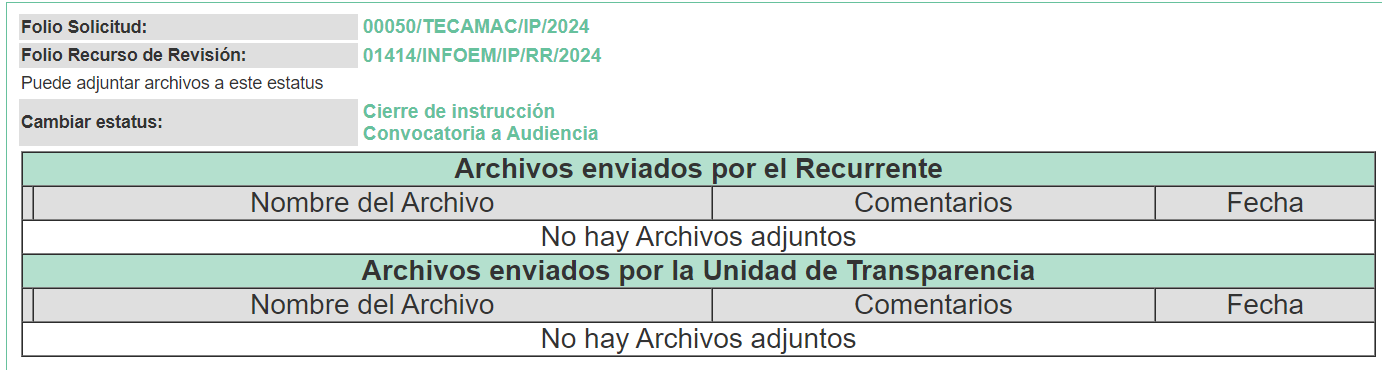 Folio Solicitud: 00050/TECAMAC/IP/2024
Folio Recurso de Revisión: 01414/INFOEM/IP/RR/2024
Puede adjuntar archivos a este estatus
Cambiar estatus: Cierre de instrucción
Convocatoria a Audiencia
Archivos enviados por el Recurrente
Nombre del Archivo Comentarios Fecha
No hay Archivos adjuntos
Archivos enviados por la Unidad de Transparencia
Nombre del Archivo Comentarios Fecha
No hay Archivos adjuntos